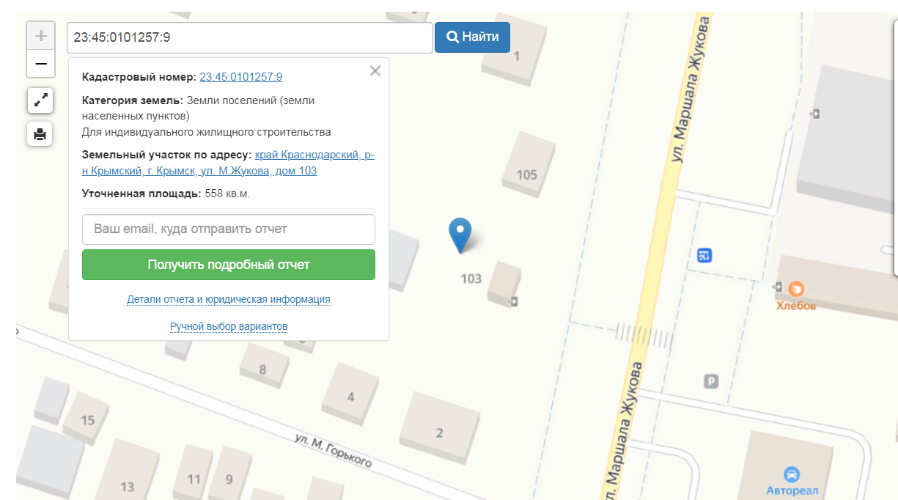 23:45:0101257:9
Найти
Кадастровый номер: 23:45:0101257:9
Категория земель: Земли поселений (земли
населенных пунктов)
Для индивидуального жилищного строительства
Земельный участок по адресу: край Краснодарский, р-
н Крымский, г. Крымск, ул. М.Жукова, дом 103
Уточненная площадь: 558 кв.м.
Ваш email, куда отправить отчет
Получить подробный отчет
Детали отчета и юридическая информация
Ручной выбор вариантов
ул. Маршала Жукова
1
105
103
Хлебов
P
8
4
2
15
13
11
9
ул. М. Горького
ул. Маршала Жукова
Автореал